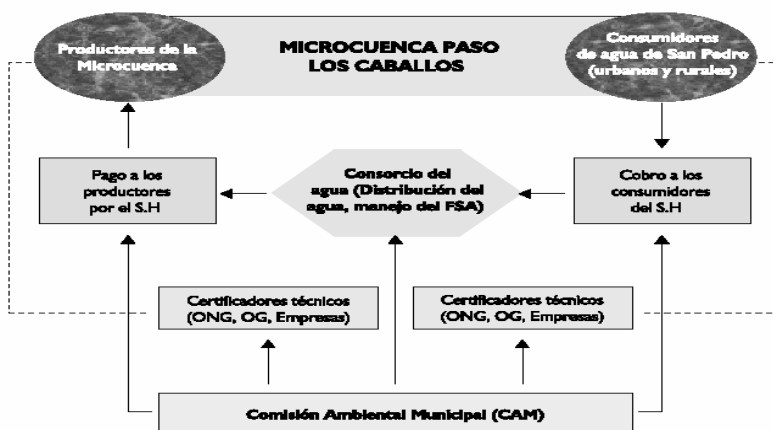 Productores de la
Microcuenca
MICROCUENCA PASO
LOS CABALLOS
Consumidores
de agua de San Pedro
(urbanos y rurales)
Pago a los
productores
por el S.H
Consorcio del
agua (Distribución del
agua, manejo del FSA)
Cobro a los
consumidores
del S.H
Certificadores técnicos
(ONG, OG, Empresas)
Certificadores técnicos
(ONG, OG, Empresas)
Comisión Ambiental Municipal (CAM)